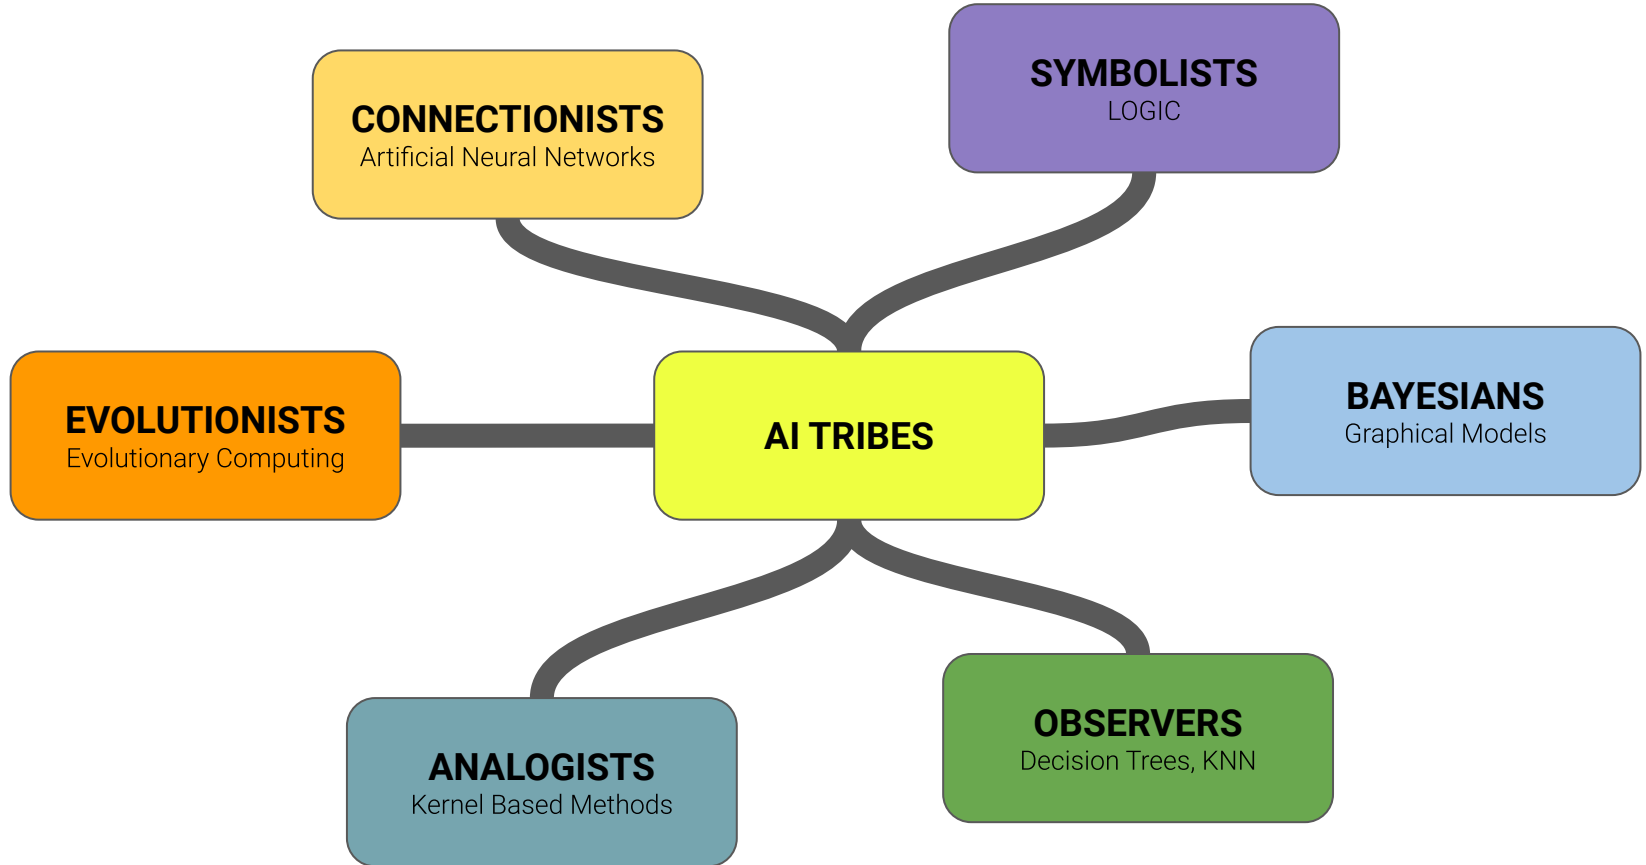 SYMBOLISTS
LOGIC
CONNECTIONISTS
Artificial Neural Networks
EVOLUTIONISTS
Evolutionary Computing
AI TRIBES
BAYESIANS
Graphical Models
ANALOGISTS
Kernel Based Methods
OBSERVERS
Decision Trees, KNN